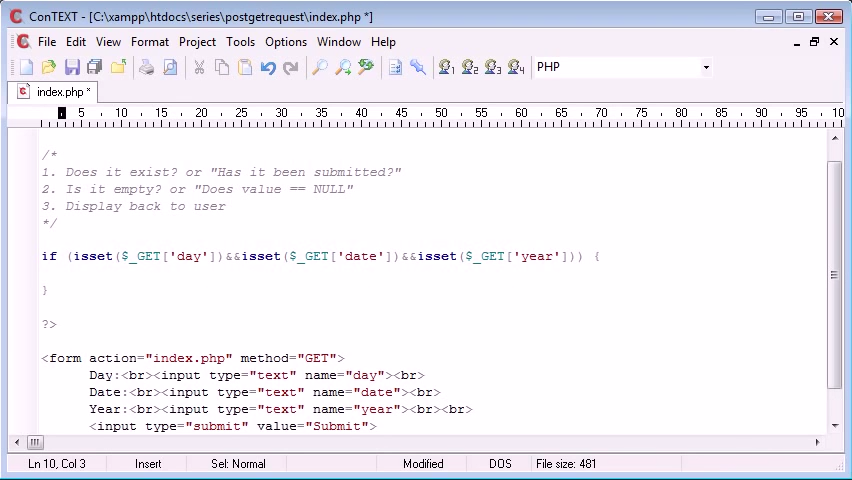 ConTEXT - [C:\xampp\htdocs\series\postgetrequest\index.php *]
File Edit View Format Project Tools Options Window Help
1 2 3 4 PHP
index.php *
5 10 15 20 25 30 35 40 45 50 55 60 65 70 75 80 85 90 95 10
/*
1. Does it exist? or "Has it been submitted?"
2. Is it empty? or "Does value == NULL"
3. Display back to user
*/
if (isset($_GET['day'])&&isset($_GET['date'])&&isset($_GET['year'])) {
}
?>
<form action="index.php" method="GET">
Day:<br><input type="text" name="day"><br>
Date:<br><input type="text" name="date"><br>
Year:<br><input type="text" name="year"><br><br>
<input type="submit" value="Submit">
Ln 10, Col 3 Insert Sel: Normal Modified DOS File size: 481